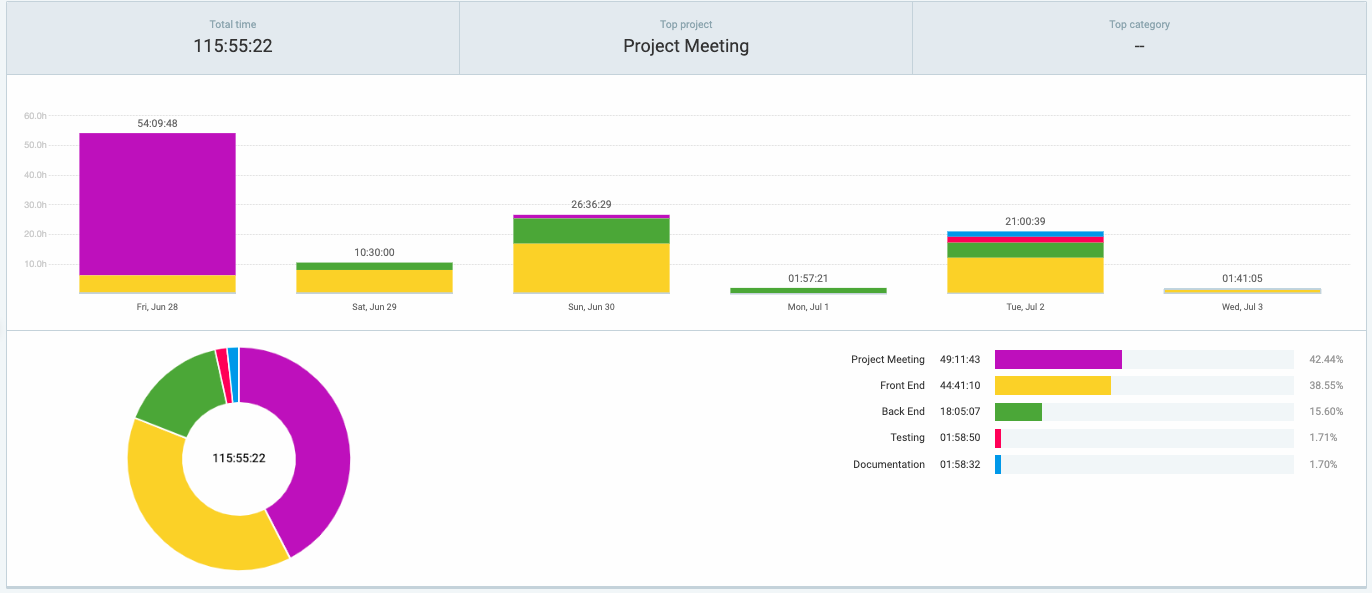 Total time
Top project
Top category
115:55:22
Project Meeting
--
60.0h
54:09:48
50.0h
40.0h
30.0h
26:36:29
20.0h
21:00:39
10.0h
10:30:00
01:57:21
01:41:05
Fri, Jun 28
Sat, Jun 29
Sun, Jun 30
Mon, Jul 1
Tue, Jul 2
Wed, Jul 3
115:55:22
Project Meeting 49:11:43 42.44%
Front End 44:41:10 38.55%
Back End 18:05:07 15.60%
Testing 01:58:50 1.71%
Documentation 01:58:32 1.70%